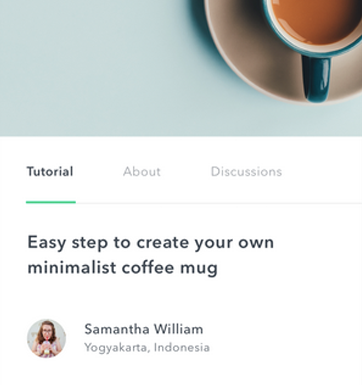 Tutorial About Discussions
Easy step to create your own
minimalist coffee mug
Samantha William
Yogyakarta, Indonesia